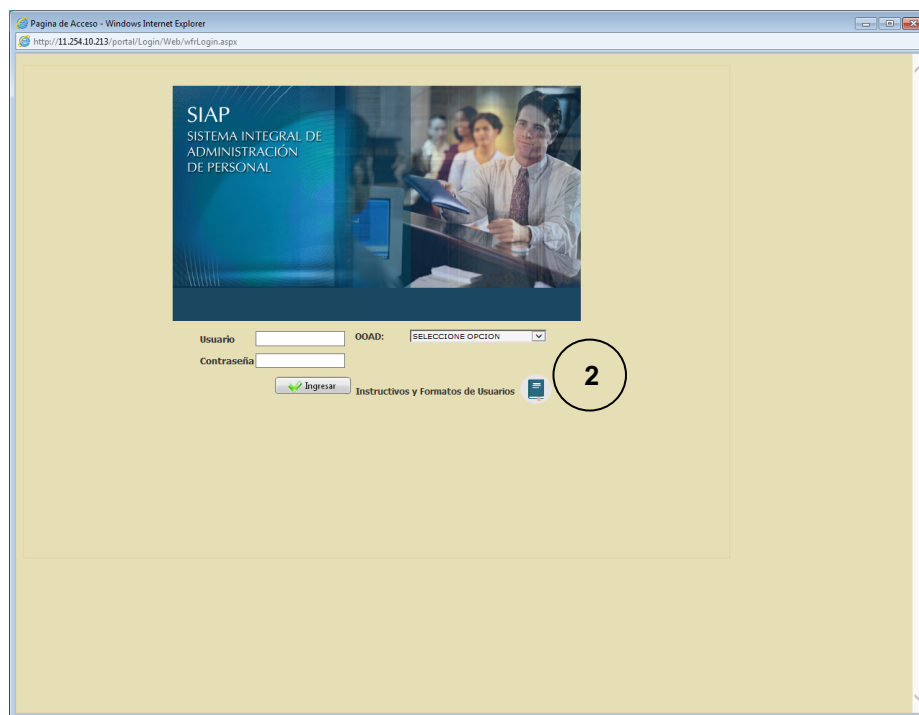 Pagina de Acceso - Windows Internet Explorer
http://11.254.10.213/portal/Login/Web/wfrLogin.aspx
SIAP
SISTEMA INTEGRAL DE
ADMINISTRACIÓN
DE PERSONAL
Usuario OOAD: SELECCIONE OPCION
Contraseña
Ingresar Instructivos y Formatos de Usuarios 2